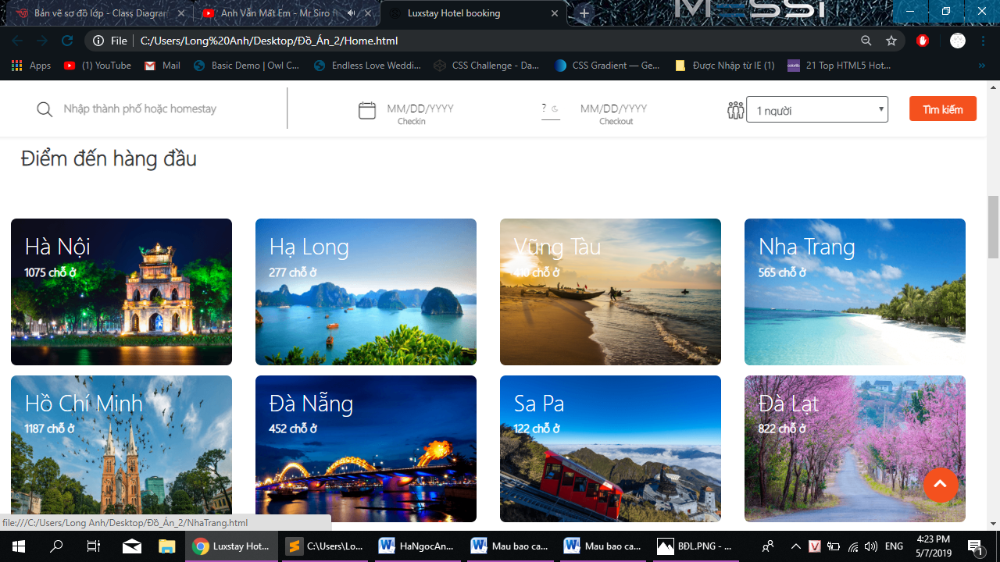 MESSI
Bản vẽ sơ đồ lớp - Class Diagram
Anh Vẫn Mất Em - Mr Siro f
Luxstay Hotel booking
File
C:/Users/Long%20Anh/Desktop/Đồ_Án_2/Home.html
Apps
(1) YouTube
Mail
Basic Demo | Owl C...
Endless Love Weddi...
CSS Challenge - Da...
CSS Gradient — Ge...
Được Nhập từ IE (1)
21 Top HTML5 Hot...
Nhập thành phố hoặc homestay
MM/DD/YYYY
Checkin
?
MM/DD/YYYY
Checkout
1 người
Tìm kiếm
Điểm đến hàng đầu
Hà Nội
1075 chỗ ở
Hạ Long
277 chỗ ở
Vũng Tàu
410 chỗ ở
Nha Trang
565 chỗ ở
Hồ Chí Minh
1187 chỗ ở
Đà Nẵng
452 chỗ ở
Sa Pa
122 chỗ ở
Đà Lạt
822 chỗ ở
file:///C:/Users/Long Anh/Desktop/Đồ_Án_2/NhaTrang.html
Luxstay Hot...
C:\Users\Lo...
HaNgocAn...
Mau bao ca...
Mau bao ca...
BĐL.PNG - ...
ENG
4:23 PM
5/7/2019
1